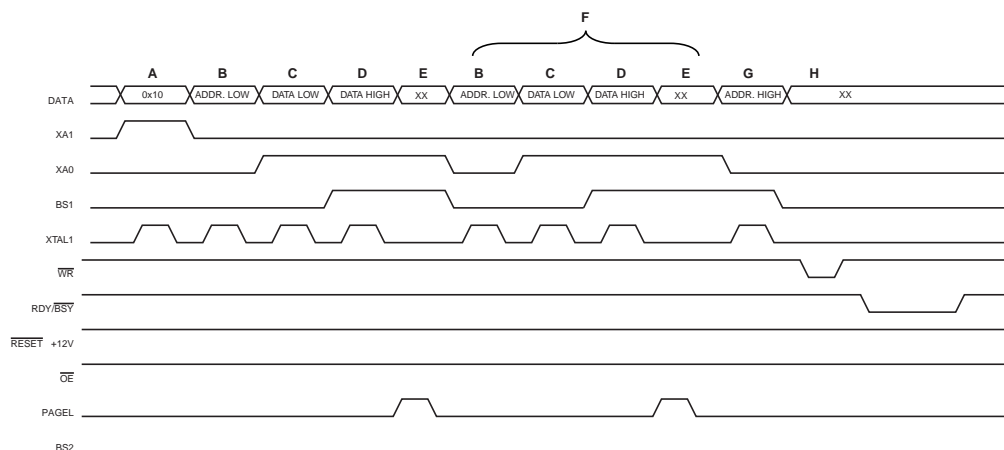 F
A B C D E B C D E G H
DATA 0x10 ADDR. LOW DATA LOW DATA HIGH XX ADDR. LOW DATA LOW DATA HIGH XX ADDR. HIGH XX
XA1
XA0
BS1
XTAL1
WR
RDY/BSY
RESET +12V
OE
PAGEL
BS2